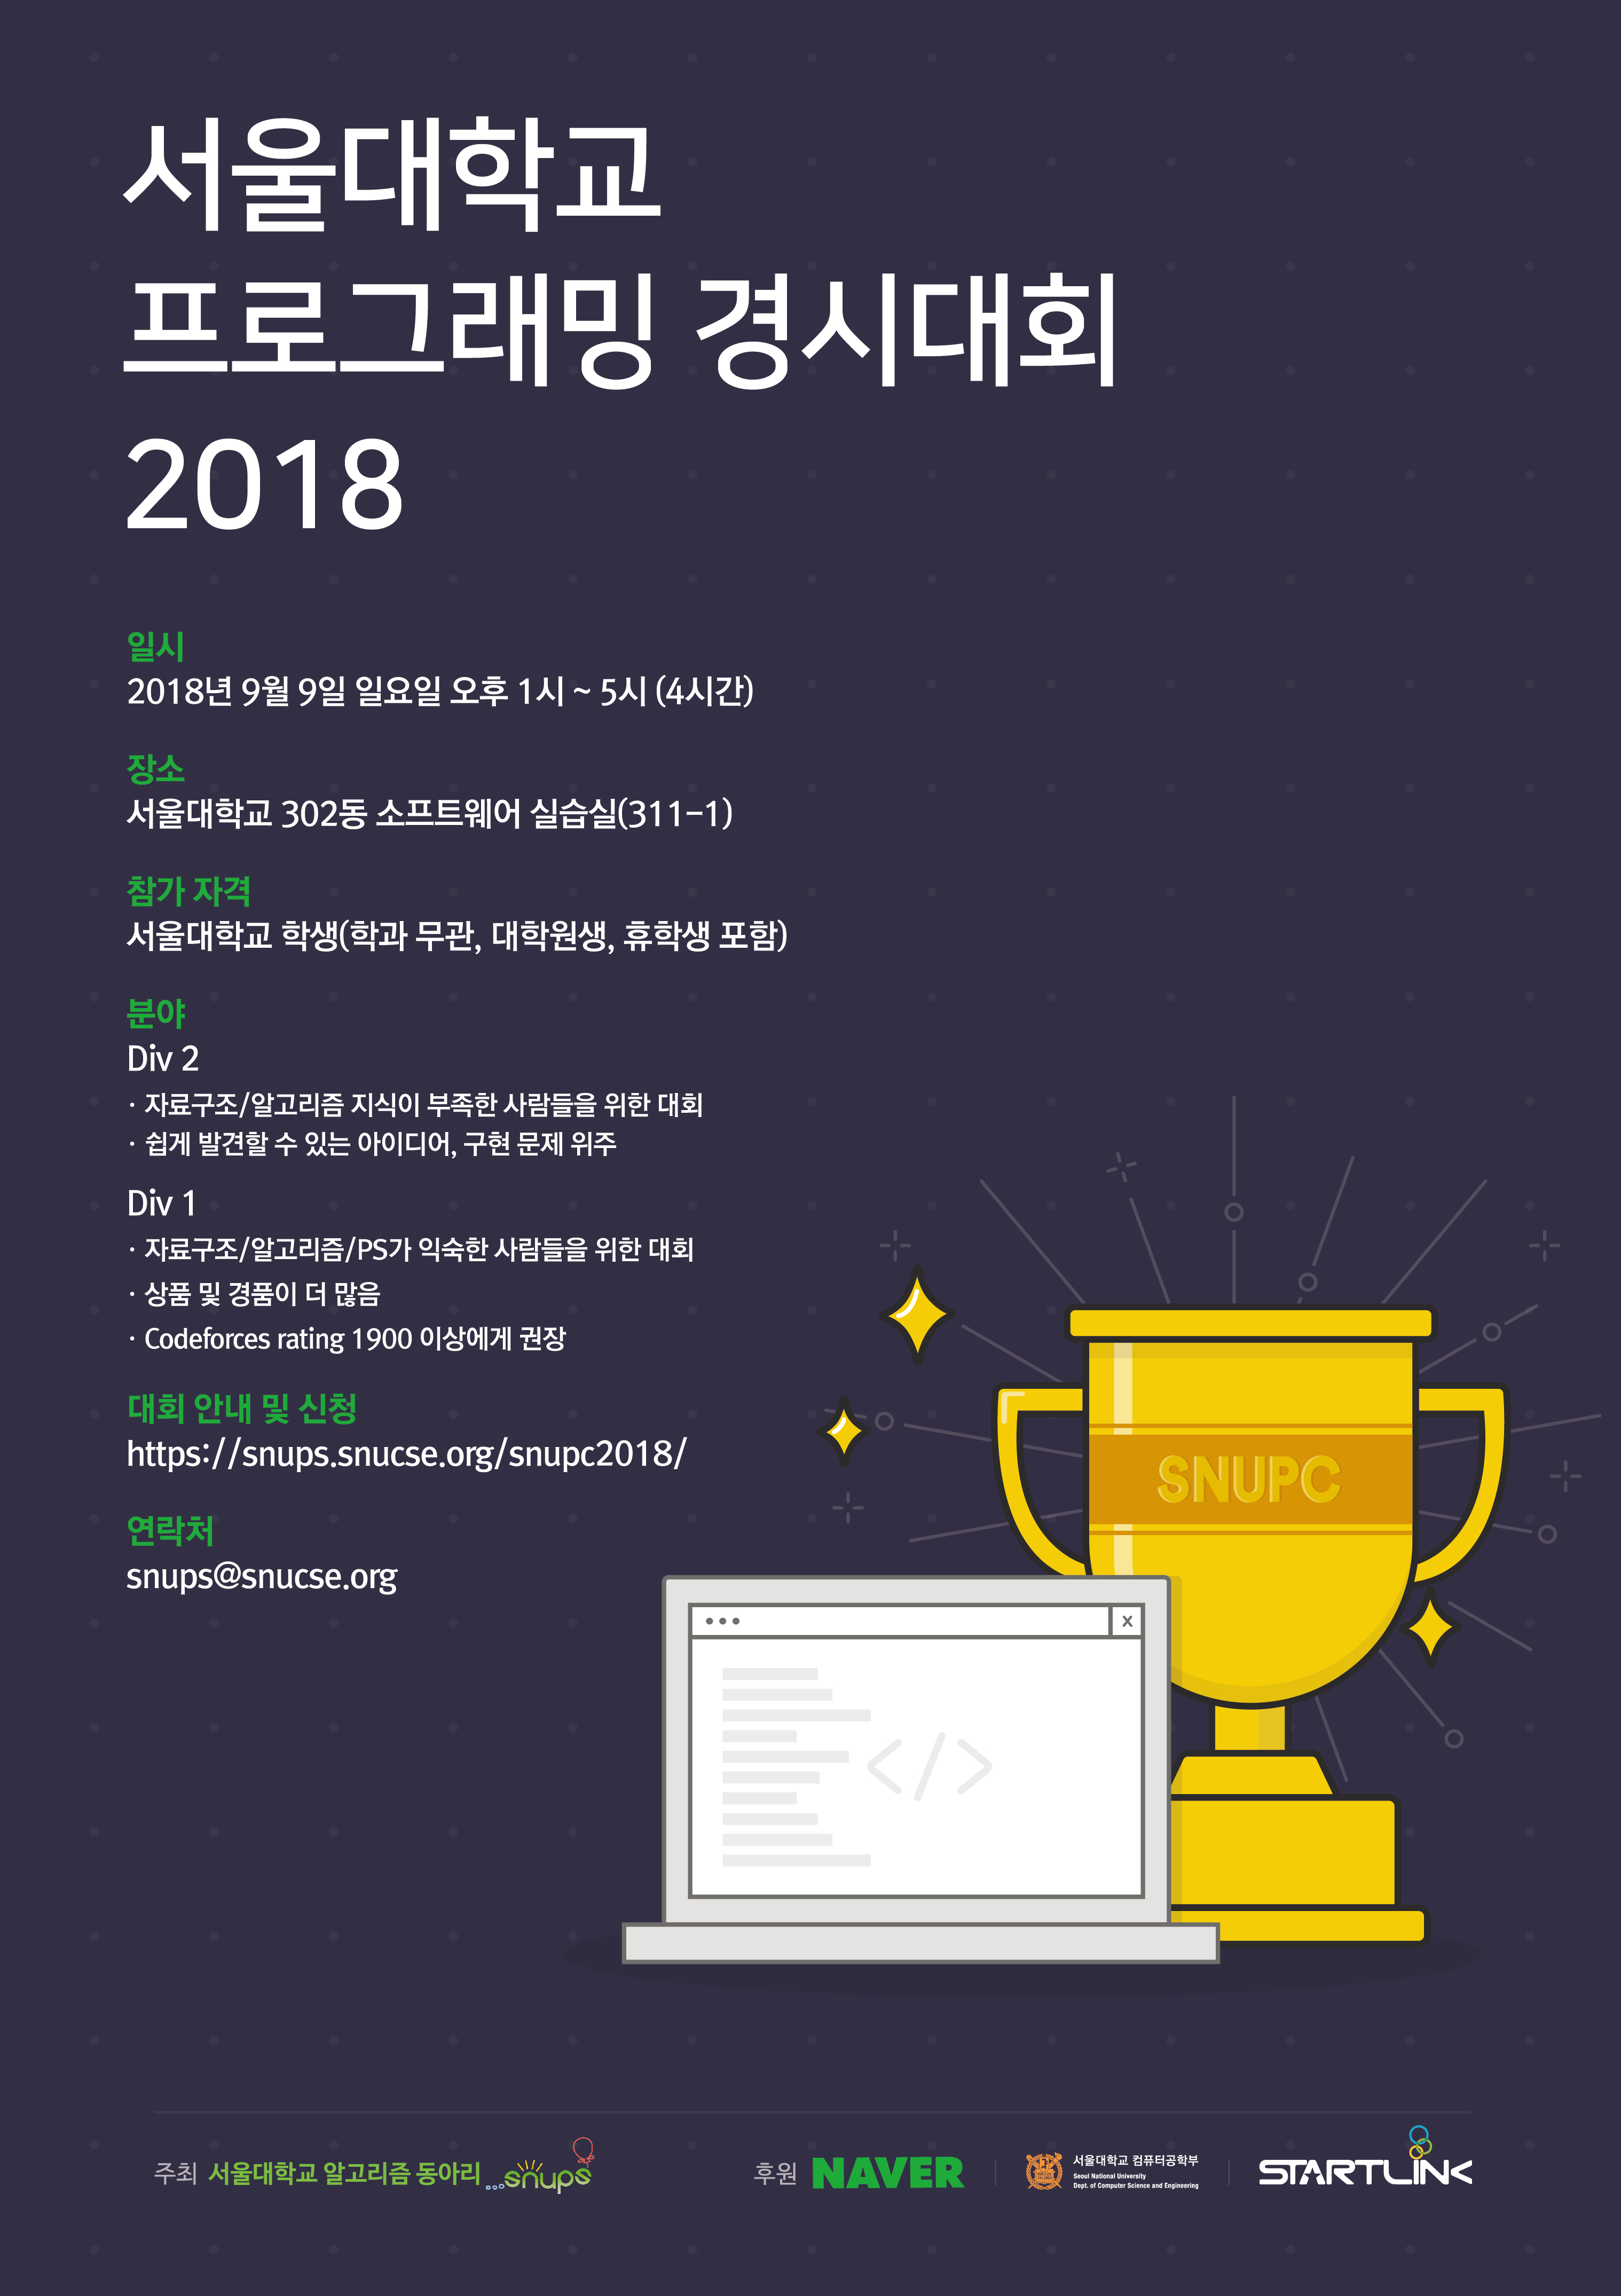 서울대학교
프로그래밍 경시대회
2018
일시
2018년 9월 9일 일요일 오후 1시 ~ 5시 (4시간)
장소
서울대학교 302동 소프트웨어 실습실(311-1)
참가 자격
서울대학교 학생(학과 무관, 대학원생, 휴학생 포함)
분야
Div 2
· 자료구조/알고리즘 지식이 부족한 사람들을 위한 대회
· 쉽게 발견할 수 있는 아이디어, 구현 문제 위주
Div 1
· 자료구조/알고리즘/PS가 익숙한 사람들을 위한 대회
· 상품 및 경품이 더 많음
· Codeforces rating 1900 이상에게 권장
대회 안내 및 신청
https://snups.snucse.org/snupc2018/
연락처
snups@snucse.org
SNUPC
x
</>
주최 서울대학교 알고리즘 동아리 ...snups
후원 NAVER
서울대학교 컴퓨터공학부
Seoul National University
Dept. of Computer Science and Engineering
STARTLINK